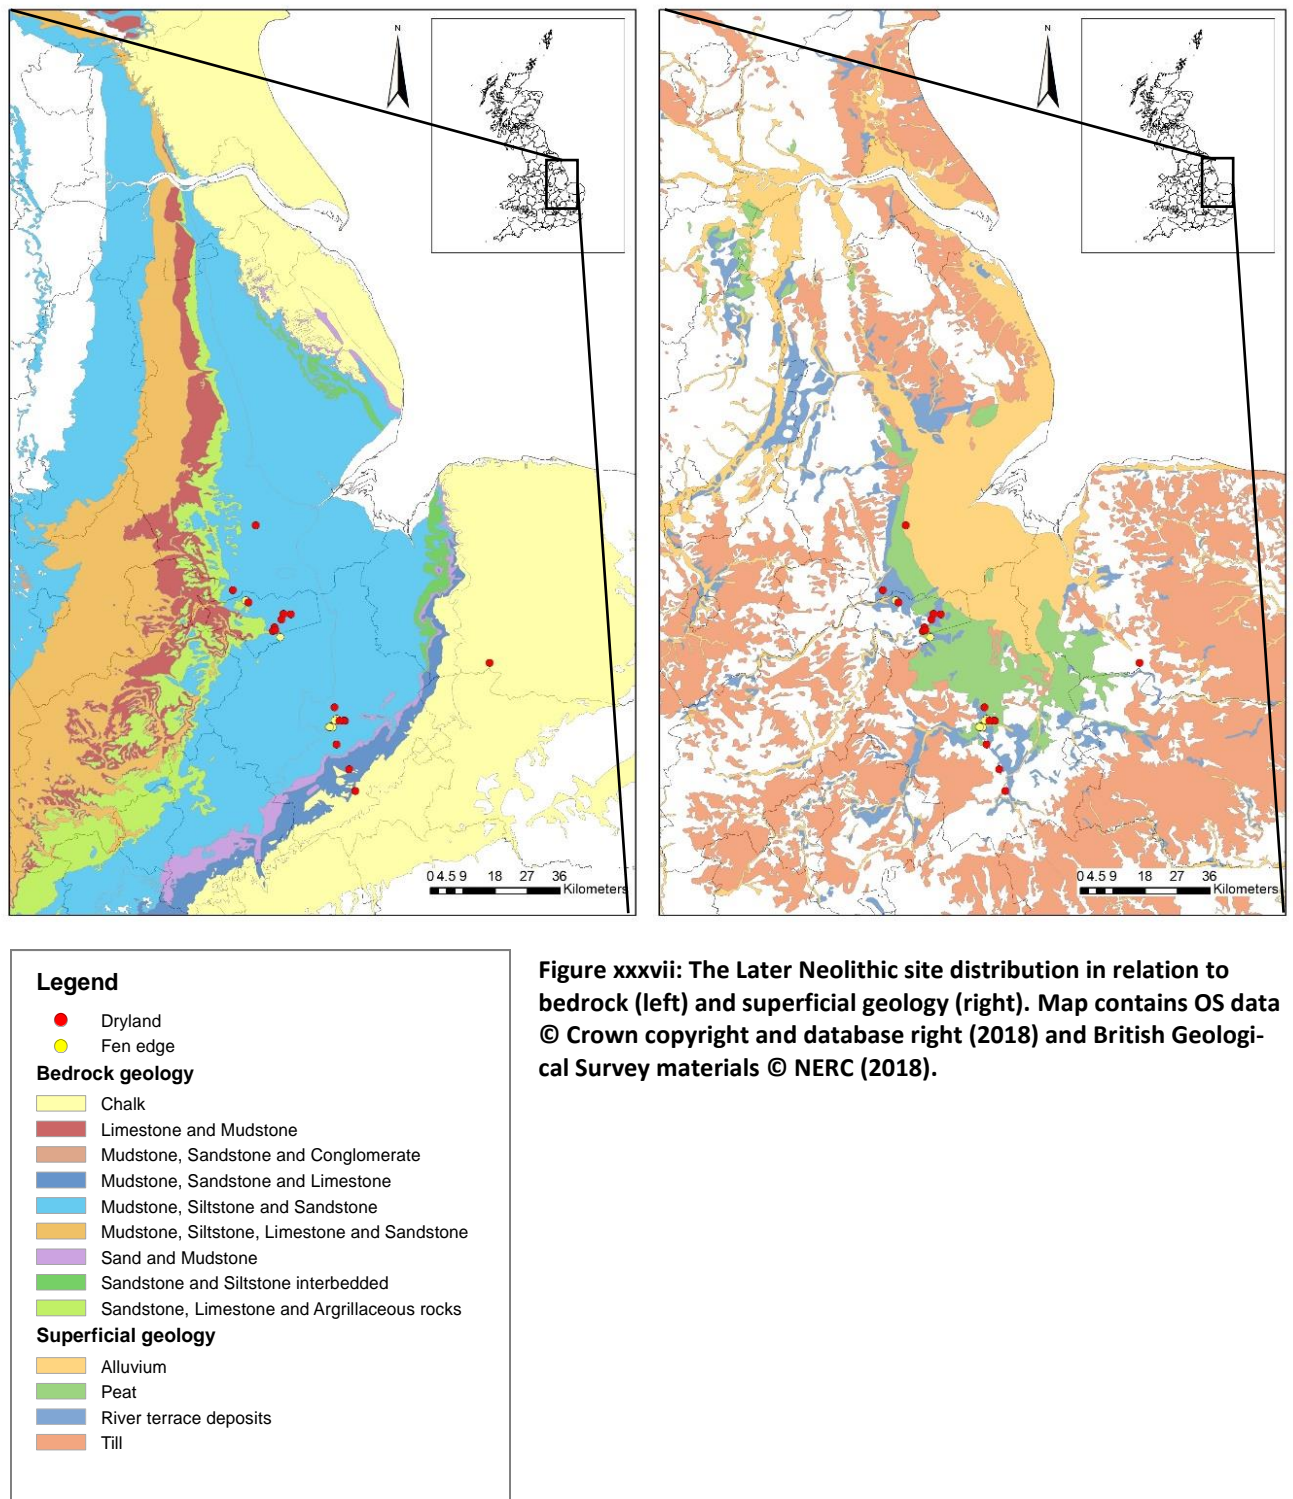 N
0 4.5 9 18 27 36
Kilometers
N
0 4.5 9 18 27 36
Kilometers
Legend
Dryland
Fen edge
Bedrock geology
Chalk
Limestone and Mudstone
Mudstone, Sandstone and Conglomerate
Mudstone, Sandstone and Limestone
Mudstone, Siltstone and Sandstone
Mudstone, Siltstone, Limestone and Sandstone
Sand and Mudstone
Sandstone and Siltstone interbedded
Sandstone, Limestone and Argrillaceous rocks
Superficial geology
Alluvium
Peat
River terrace deposits
Till
Figure xxxvii: The Later Neolithic site distribution in relation to
bedrock (left) and superficial geology (right). Map contains OS data
© Crown copyright and database right (2018) and British Geologi-
cal Survey materials © NERC (2018).